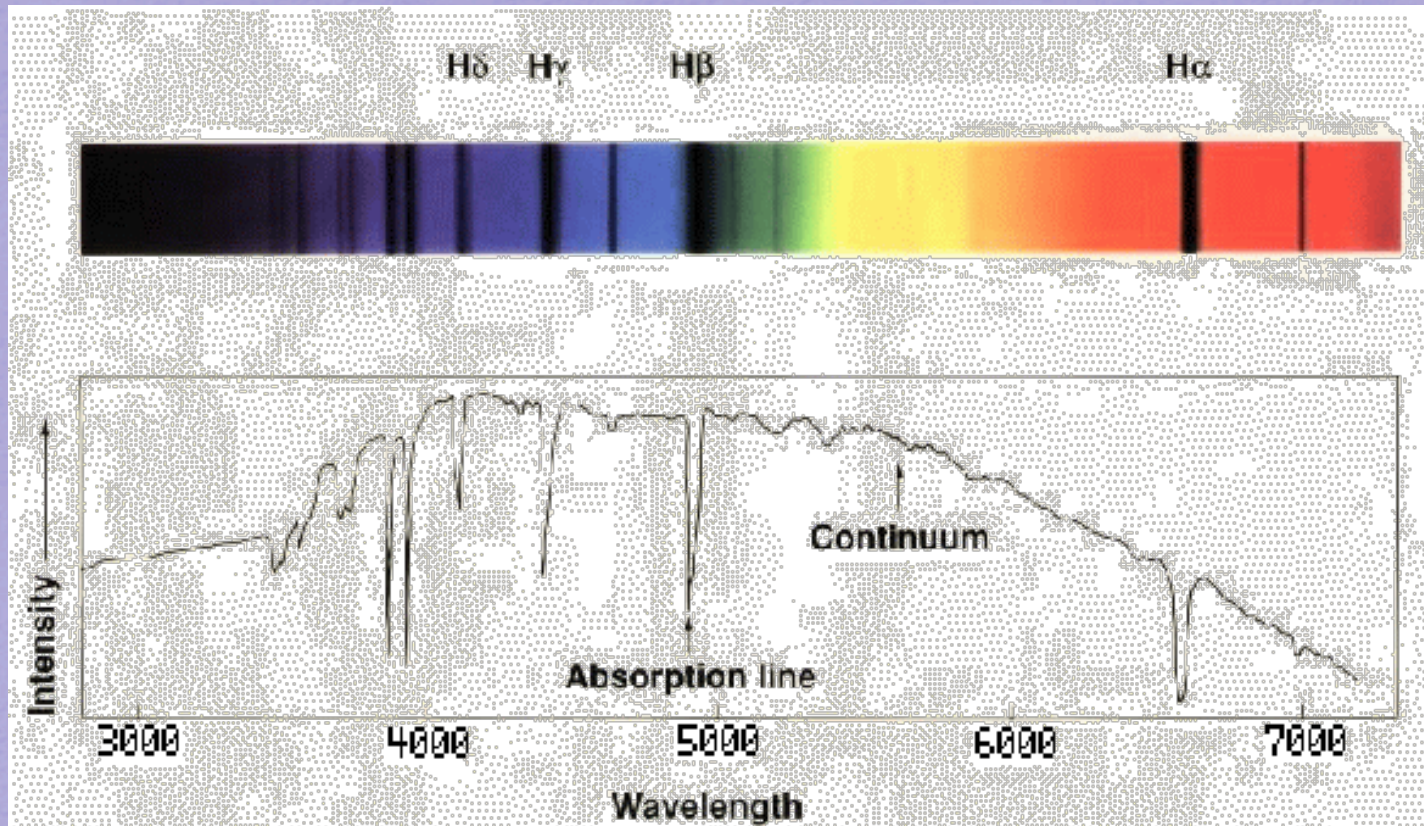 Hδ Hγ Hβ Hα
Intensity
Continuum
Absorption line
3000 4000 5000 6000 7000
Wavelength